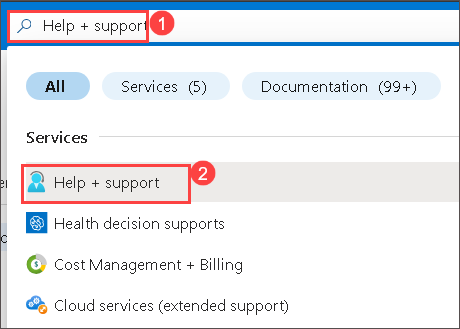 Help + support
1
All
Services (5)
Documentation (99+)
Services
Help + support
2
Health decision supports
Cost Management + Billing
Cloud services (extended support)